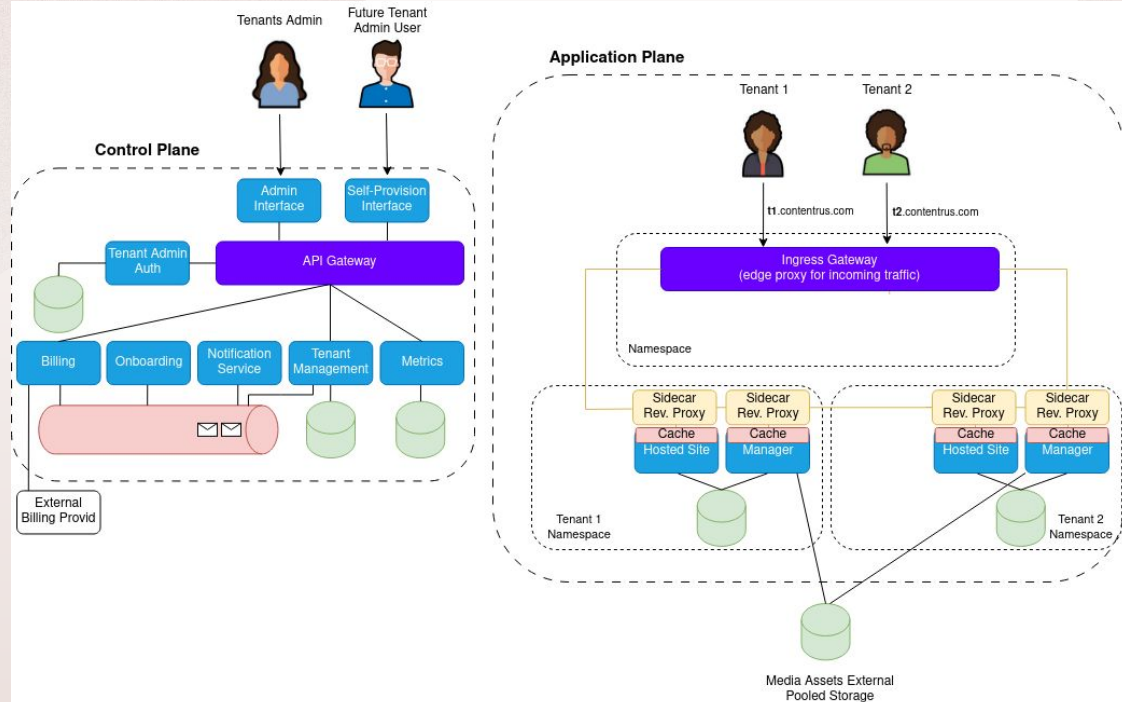 Tenants Admin
Future Tenant
Admin User
Control Plane
Admin
Interface
Self-Provision
Interface
Tenant Admin
Auth
API Gateway
Billing
Onboarding
Notification
Service
Tenant
Management
Metrics
External
Billing Provid
Application Plane
Tenant 1
Tenant 2
t1.contentrus.com
t2.contentrus.com
Ingress Gateway
(edge proxy for incoming traffic)
Namespace
Sidecar
Rev. Proxy
Sidecar
Rev. Proxy
Sidecar
Rev. Proxy
Sidecar
Rev. Proxy
Cache
Hosted Site
Cache
Manager
Cache
Hosted Site
Cache
Manager
Tenant 1
Namespace
Tenant 2
Namespace
Media Assets External
Pooled Storage